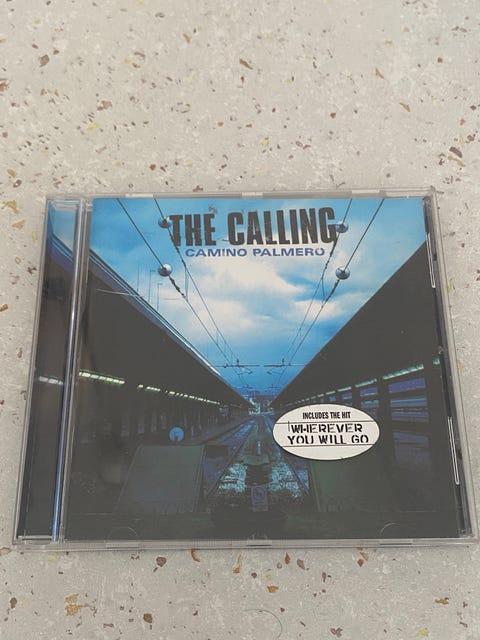 THE CALLING
CAMINO PALMERO
INCLUDES THE HIT
WHEREVER
YOU WILL GO